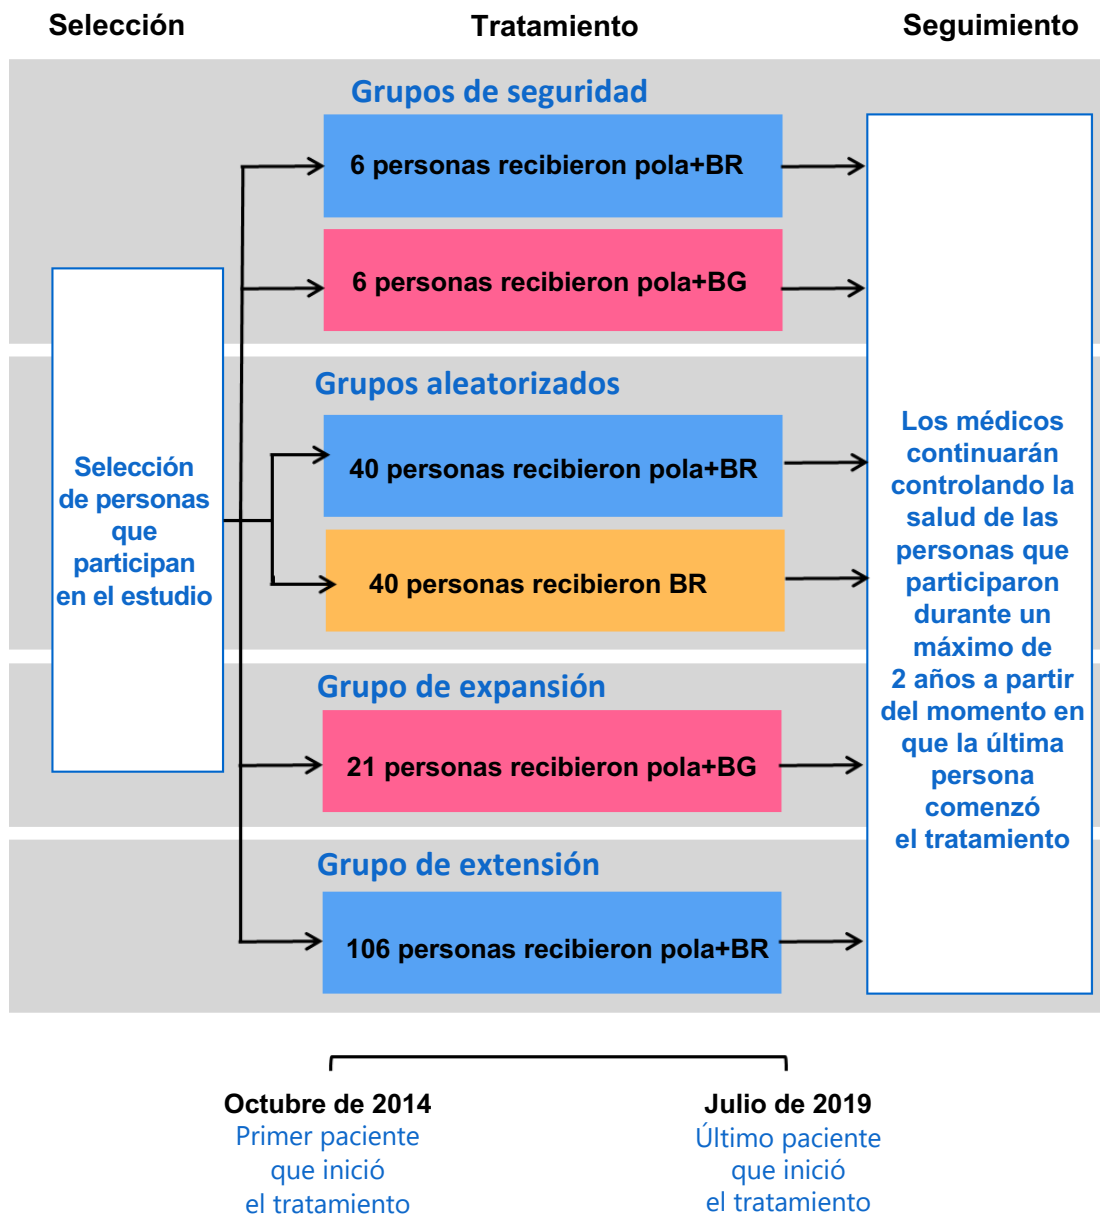 Selección
Tratamiento
Seguimiento
Grupos de seguridad
6 personas recibieron pola+BR
6 personas recibieron pola+BG
Grupos aleatorizados
40 personas recibieron pola+BR
40 personas recibieron BR
Grupo de expansión
21 personas recibieron pola+BG
Grupo de extensión
106 personas recibieron pola+BR
Selección
de personas
que
participan
en el estudio
Los médicos
continuarán
controlando la
salud de las
personas que
participaron
durante un
máximo de
2 años a partir
del momento en
que la última
persona
comenzó
el tratamiento
Octubre de 2014
Primer paciente
que inició
el tratamiento
Julio de 2019
Último paciente
que inició
el tratamiento